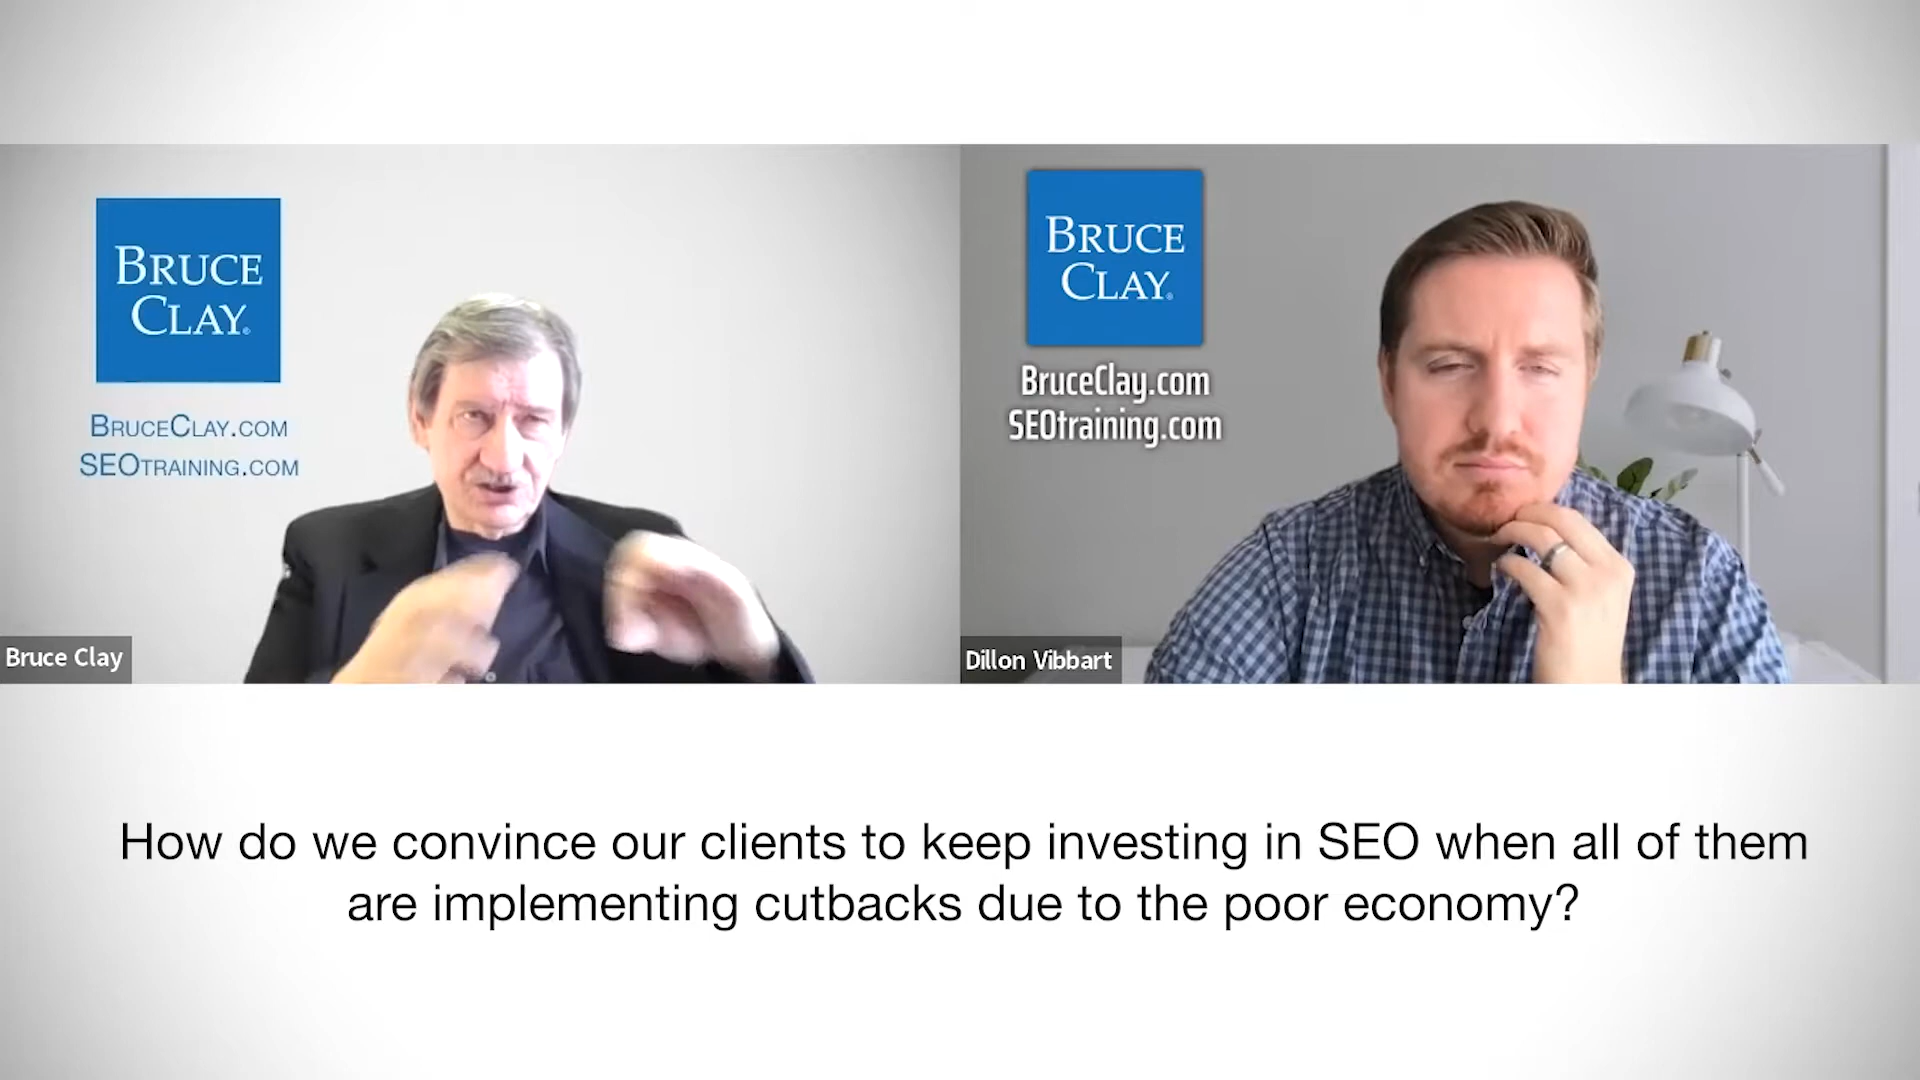 BRUCE
CLAY®
BRUCECLAY.COM
SEOTRAINING.COM
Bruce Clay
BRUCE
CLAY®
BruceClay.com
SEOtraining.com
Dillon Vibbart
How do we convince our clients to keep investing in SEO when all of them
are implementing cutbacks due to the poor economy?